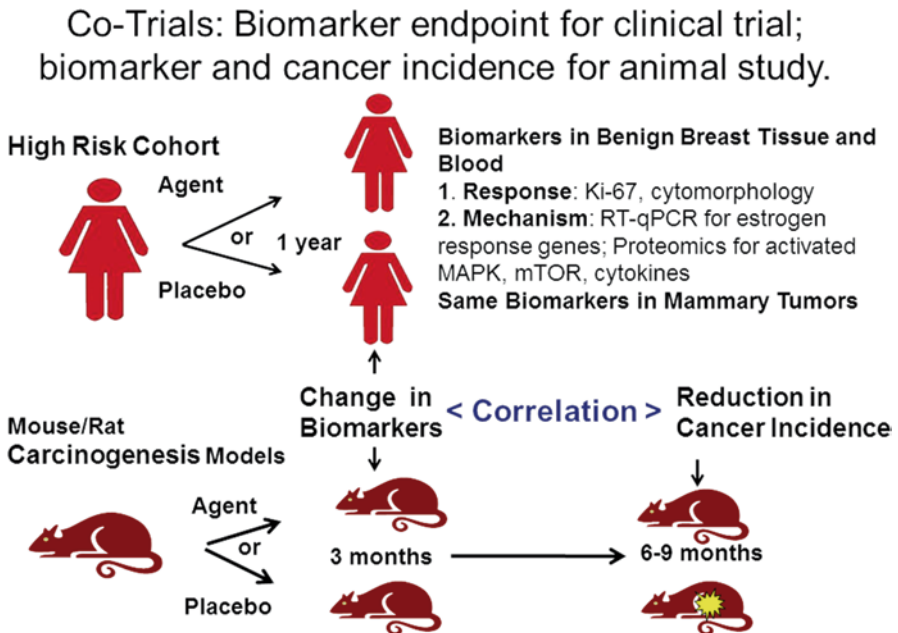 Co-Trials: Biomarker endpoint for clinical trial;
biomarker and cancer incidence for animal study.
High Risk Cohort
Agent
or
1 year
Placebo
Biomarkers in Benign Breast Tissue and
Blood
1. Response: Ki-67, cytomorphology
2. Mechanism: RT-qPCR for estrogen
response genes; Proteomics for activated
MAPK, mTOR, cytokines
Same Biomarkers in Mammary Tumors
Change in
Biomarkers
< Correlation >
Reduction in
Cancer Incidence
Mouse/Rat
Carcinogenesis Models
Agent
or
Placebo
3 months
6-9 months